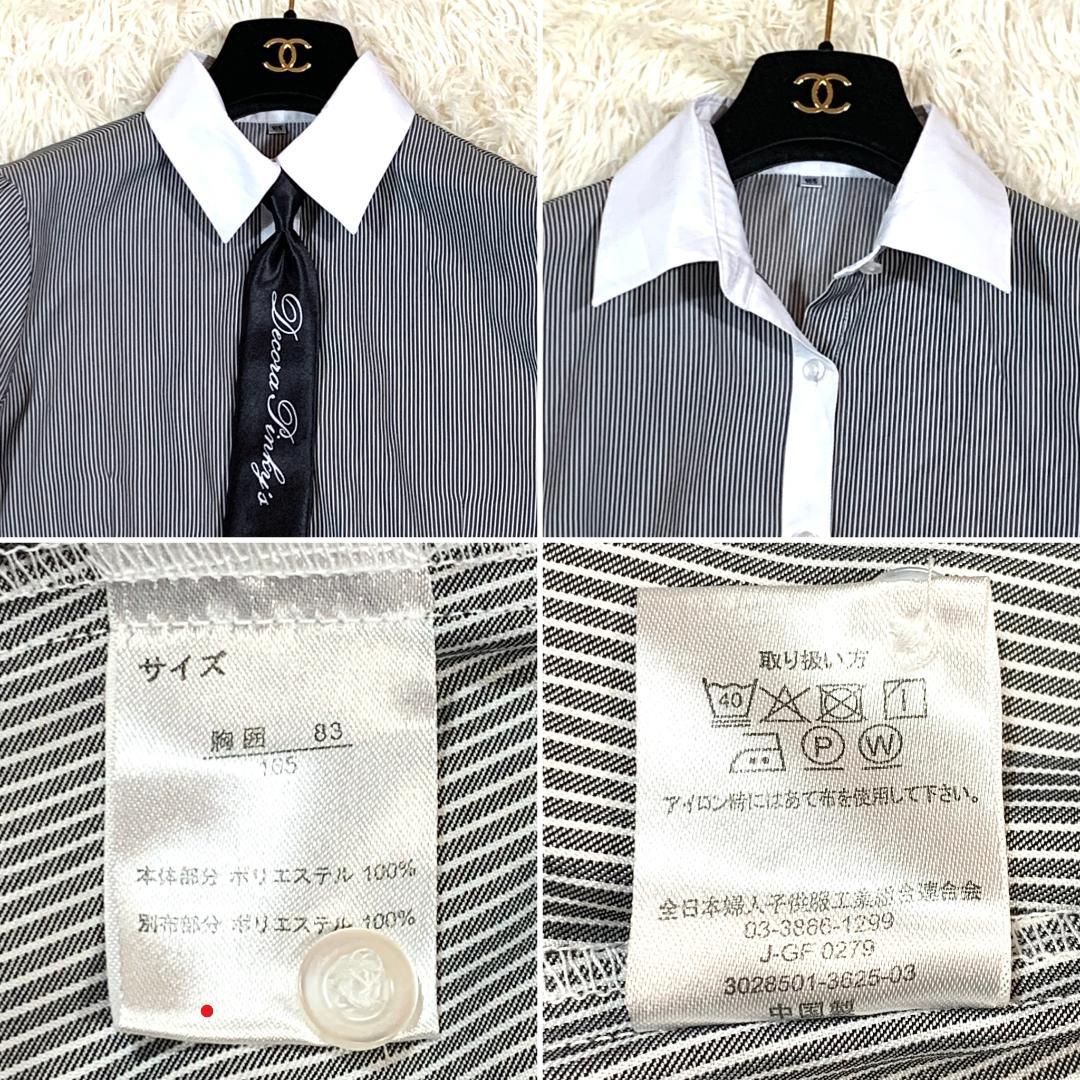 Decora Pinky's
サイズ
胸囲 83
165
本体部分 ポリエステル 100%
別布部分 ポリエステル 100%
取り扱い方
40
P W
アイロン時にはあて布を使用して下さい。
全日本婦人子供服工業組合連合会
03-3866-1299
J-GF 0279
3028501-3625-03
中国製